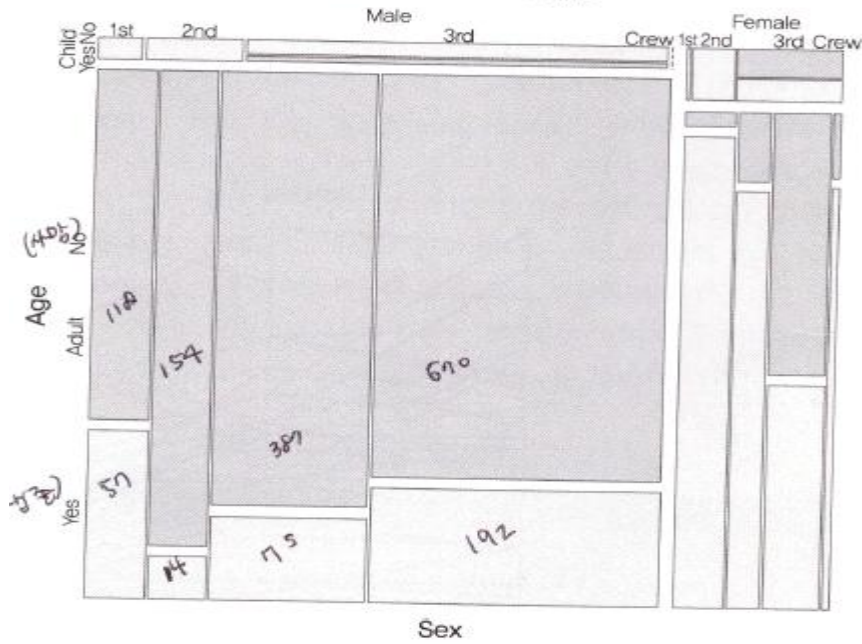 Male
Female
1st 2nd 3rd Crew
1st 2nd 3rd Crew
Child
Yes No
Age
Adult
No
Yes
118
154
387
670
57
14
75
192
Sex